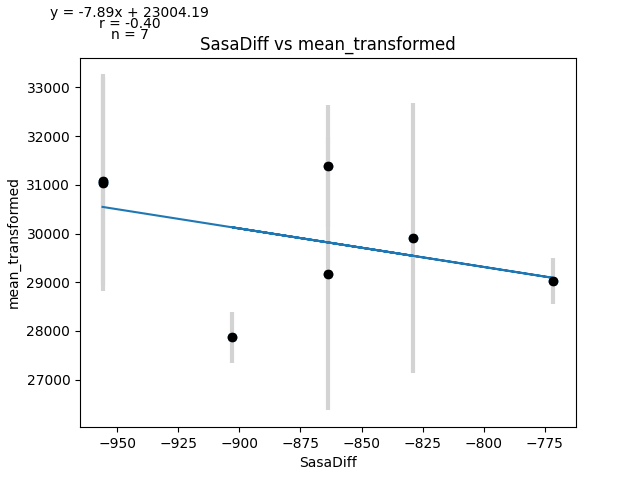 y = -7.89x + 23004.19
r = -0.40
n = 7
SasaDiff vs mean_transformed
33000
32000
31000
30000
29000
28000
27000
mean_transformed
−950
−925
−900
−875
−850
−825
−800
−775
SasaDiff